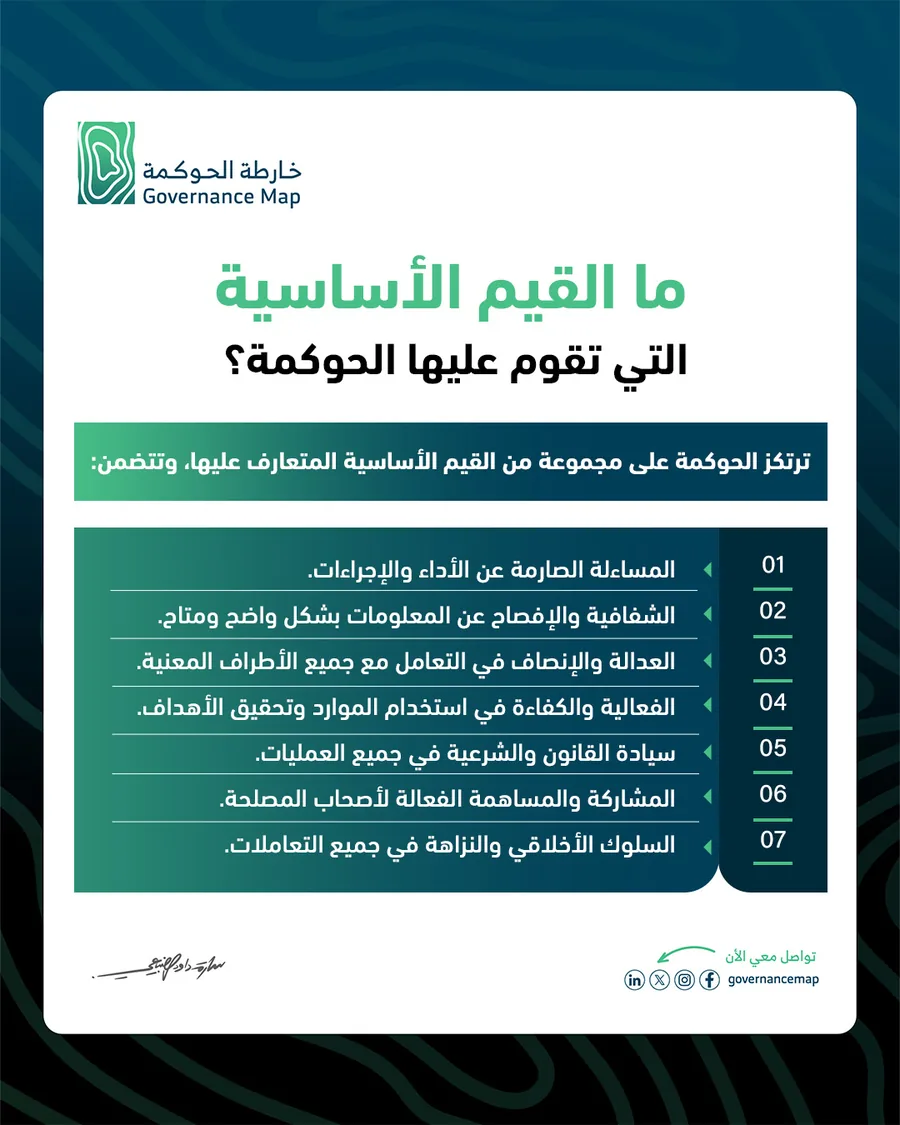 خارطة الحوكمة
Governance Map
ما القيم الأساسية
التي تقوم عليها الحوكمة؟
ترتكز الحوكمة على مجموعة من القيم الأساسية المتعارف عليها، وتتضمن:
01 المساءلة الصارمة عن الأداء والإجراءات.
02 الشفافية والإفصاح عن المعلومات بشكل واضح ومتاح.
03 العدالة والإنصاف في التعامل مع جميع الأطراف المعنية.
04 الفعالية والكفاءة في استخدام الموارد وتحقيق الأهداف.
05 سيادة القانون والشرعية في جميع العمليات.
06 المشاركة والمساهمة الفعالة لأصحاب المصلحة.
07 السلوك الأخلاقي والنزاهة في جميع التعاملات.
تواصل معي الأن
governancemap